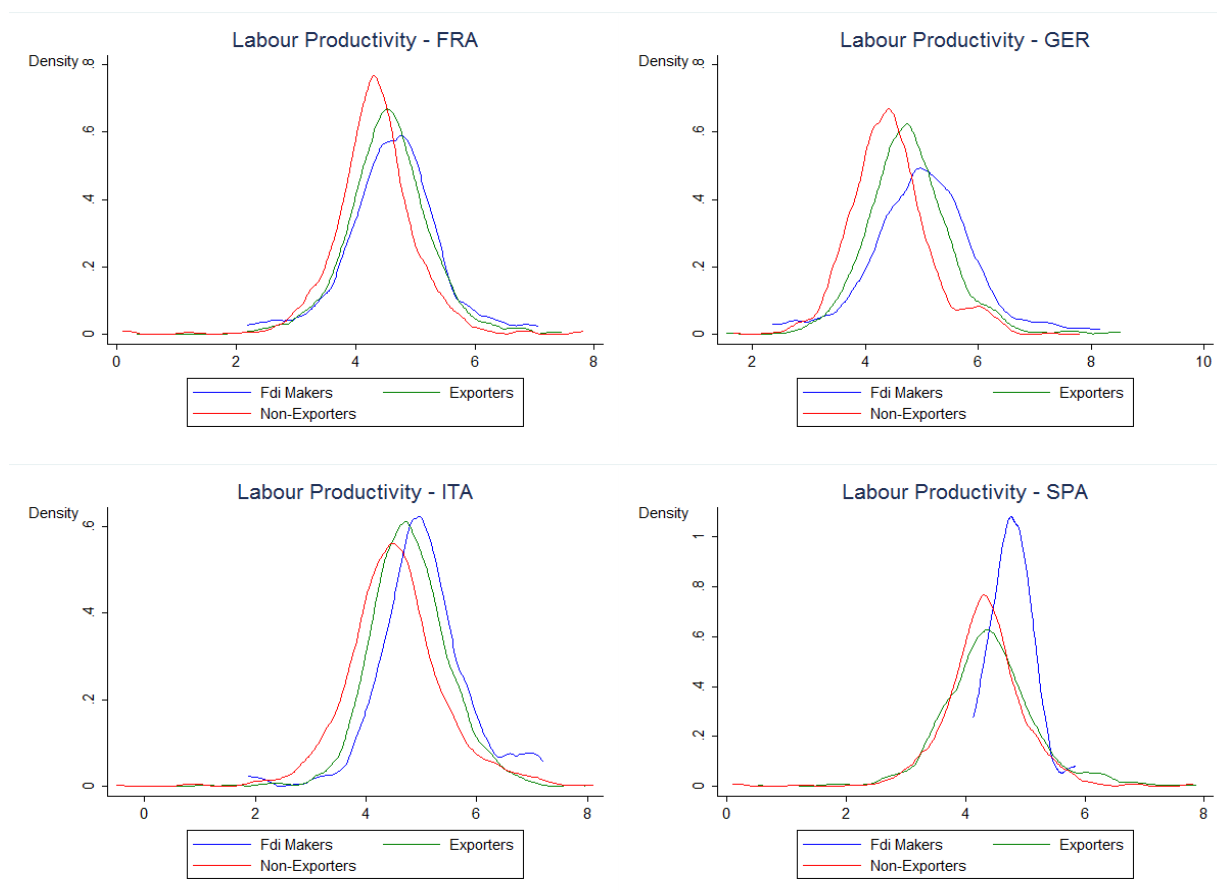 Labour Productivity - FRA
Density
.8
.6
.4
.2
0
0 2 4 6 8
Fdi Makers Exporters
Non-Exporters
Labour Productivity - GER
Density
.8
.6
.4
.2
0
2 4 6 8 10
Fdi Makers Exporters
Non-Exporters
Labour Productivity - ITA
Density
.6
.4
.2
0
0 2 4 6 8
Fdi Makers Exporters
Non-Exporters
Labour Productivity - SPA
Density
1
.8
.6
.4
.2
0
0 2 4 6 8
Fdi Makers Exporters
Non-Exporters